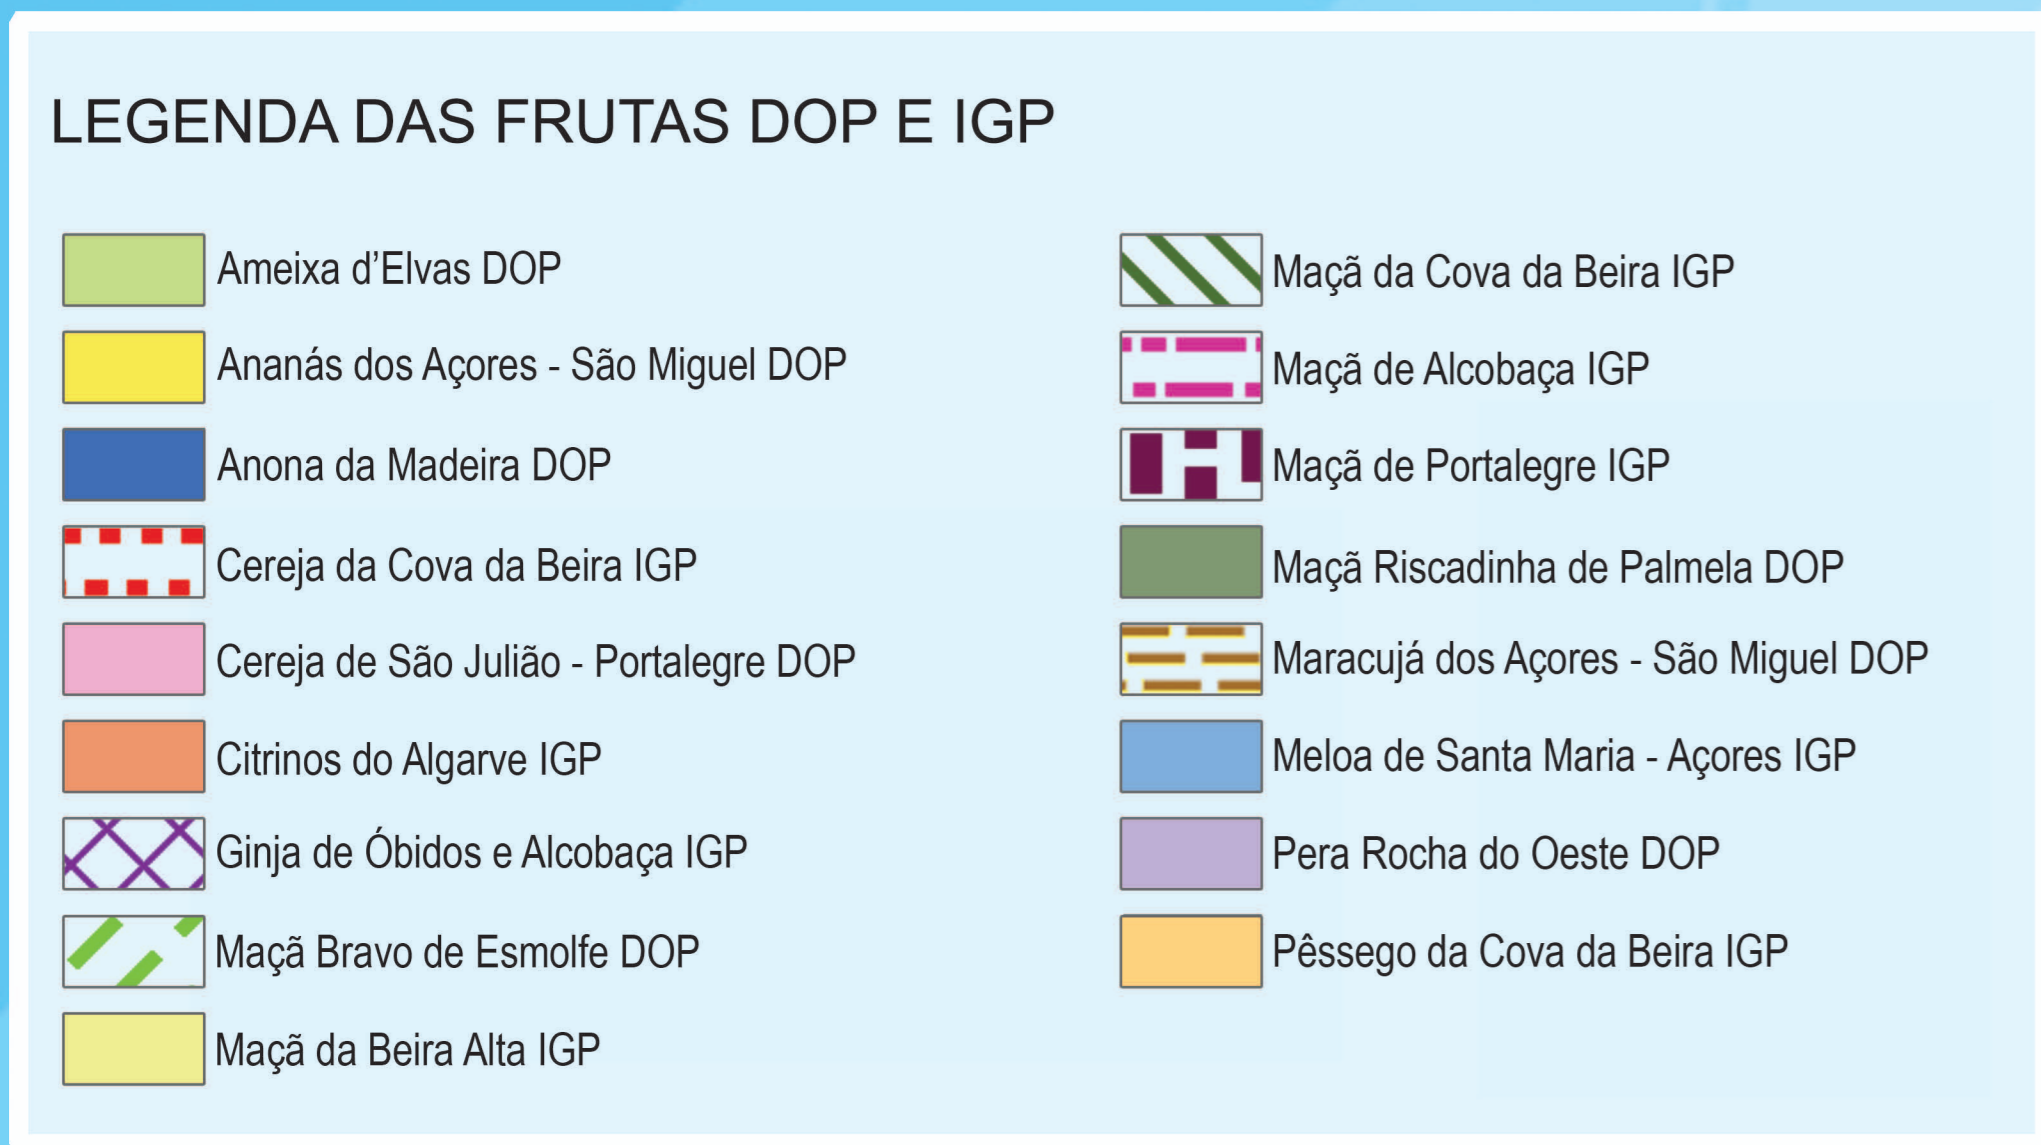 LEGENDA DAS FRUTAS DOP E IGP
Ameixa d’Elvas DOP
Ananás dos Açores - São Miguel DOP
Anona da Madeira DOP
Cereja da Cova da Beira IGP
Cereja de São Julião - Portalegre DOP
Citrinos do Algarve IGP
Ginja de Óbidos e Alcobaça IGP
Maçã Bravo de Esmolfe DOP
Maçã da Beira Alta IGP
Maçã da Cova da Beira IGP
Maçã de Alcobaça IGP
Maçã de Portalegre IGP
Maçã Riscadinha de Palmela DOP
Maracujá dos Açores - São Miguel DOP
Meloa de Santa Maria - Açores IGP
Pera Rocha do Oeste DOP
Pêssego da Cova da Beira IGP